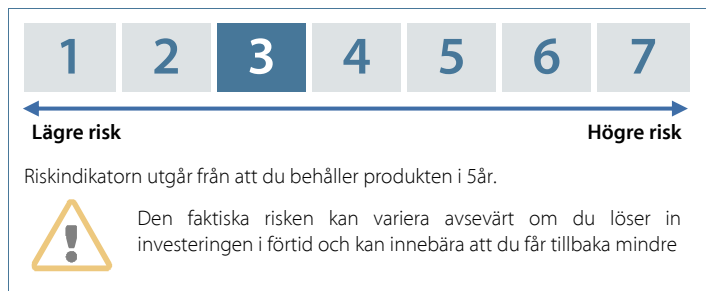 1 2 3 4 5 6 7
Lägre risk Högre risk
Riskindikatorn utgår från att du behåller produkten i 5år.
Den faktiska risken kan variera avsevärt om du löser in
investeringen i förtid och kan innebära att du får tillbaka mindre